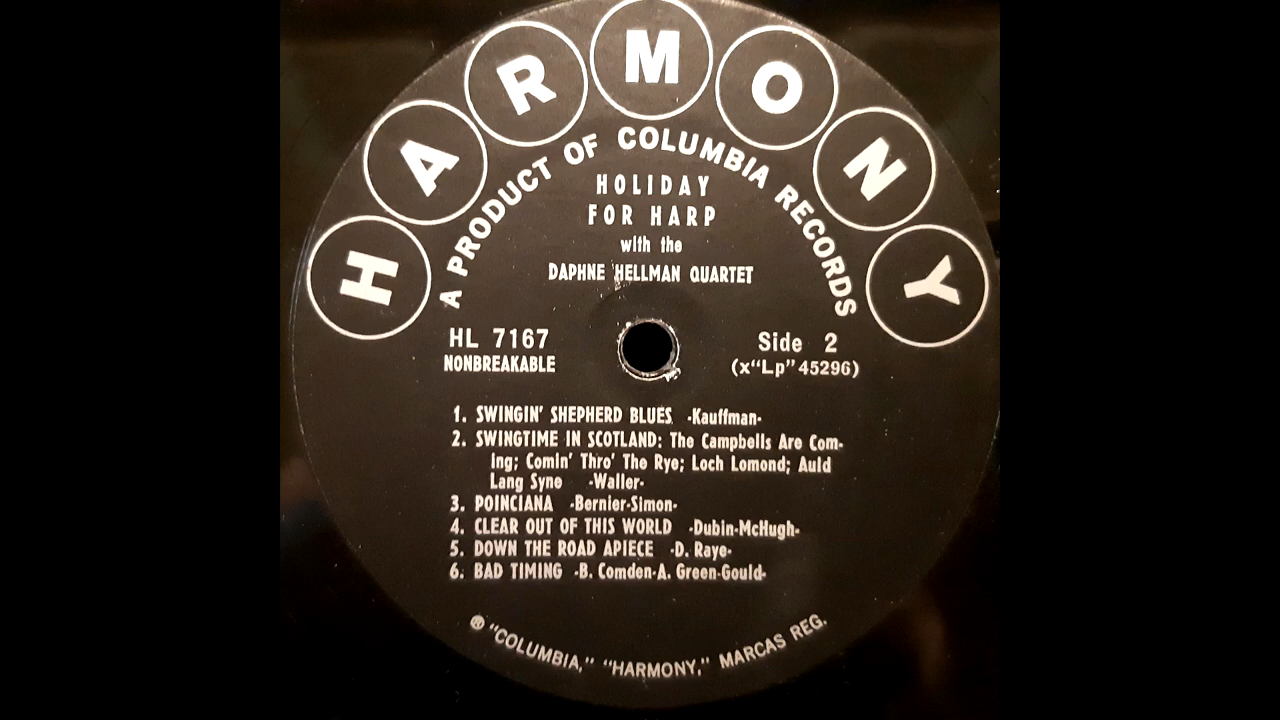 HARMONY
A PRODUCT OF COLUMBIA RECORDS
HOLIDAY
FOR HARP
with the
DAPHNE HELLMAN QUARTET
HL 7167
NONBREAKABLE
Side 2
(x“Lp” 45296)
1. SWINGIN' SHEPHERD BLUES -Kauffman-
2. SWINGTIME IN SCOTLAND: The Campbells Are Com-
ing; Comin' Thro' The Rye; Loch Lomond; Auld
Lang Syne -Waller-
3. POINCIANA -Bernier-Simon-
4. CLEAR OUT OF THIS WORLD -Dubin-McHugh-
5. DOWN THE ROAD APIECE -D. Raye-
6. BAD TIMING -B. Comden-A. Green-Gould-
® “COLUMBIA,” “HARMONY,” MARCAS REG.